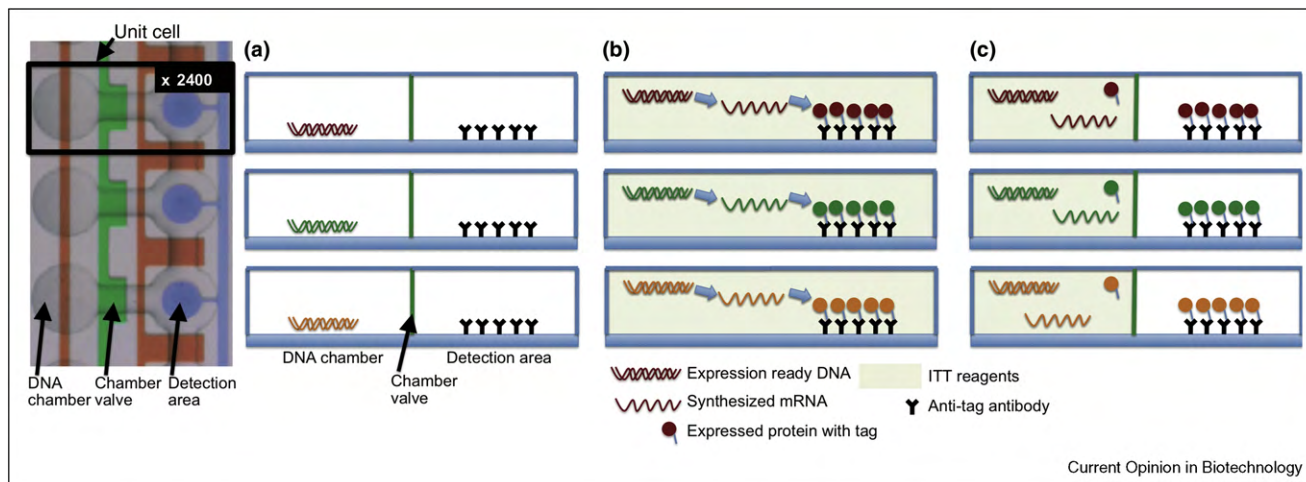 Unit cell
(a)
(b)
(c)
x 2400
DNA chamber
Detection area
Chamber
valve
DNA
chamber
Chamber
valve
Detection
area
Expression ready DNA
Synthesized mRNA
Expressed protein with tag
ITT reagents
Anti-tag antibody
Current Opinion in Biotechnology